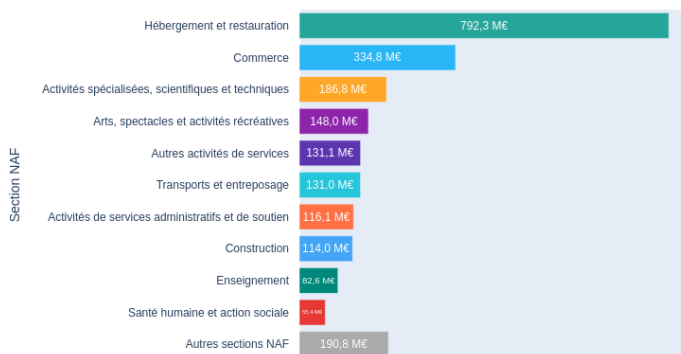 Section NAF
Hébergement et restauration 792,3 M€
Commerce 334,8 M€
Activités spécialisées, scientifiques et techniques 186,8 M€
Arts, spectacles et activités récréatives 148,0 M€
Autres activités de services 131,1 M€
Transports et entreposage 131,0 M€
Activités de services administratifs et de soutien 116,1 M€
Construction 114,0 M€
Enseignement 82,6 M€
Santé humaine et action sociale 55,4 M€
Autres sections NAF 190,8 M€